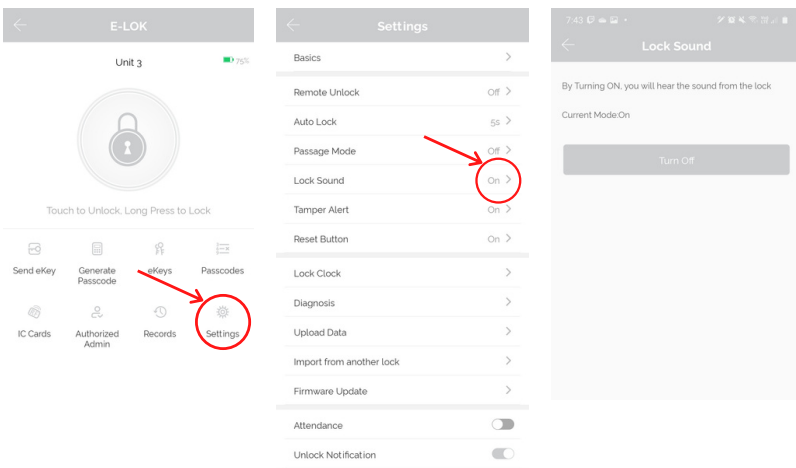 E-LOK
Unit 3
75%
Touch to Unlock, Long Press to Lock
Send eKey
Generate
Passcode
eKeys
Passcodes
IC Cards
Authorized
Admin
Records
Settings
Settings
Basics
Remote Unlock Off
Auto Lock 5s
Passage Mode Off
Lock Sound On
Tamper Alert On
Reset Button On
Lock Clock
Diagnosis
Upload Data
Import from another lock
Firmware Update
Attendance
Unlock Notification
7:43
Lock Sound
By Turning ON, you will hear the sound from the lock
Current Mode:On
Turn Off